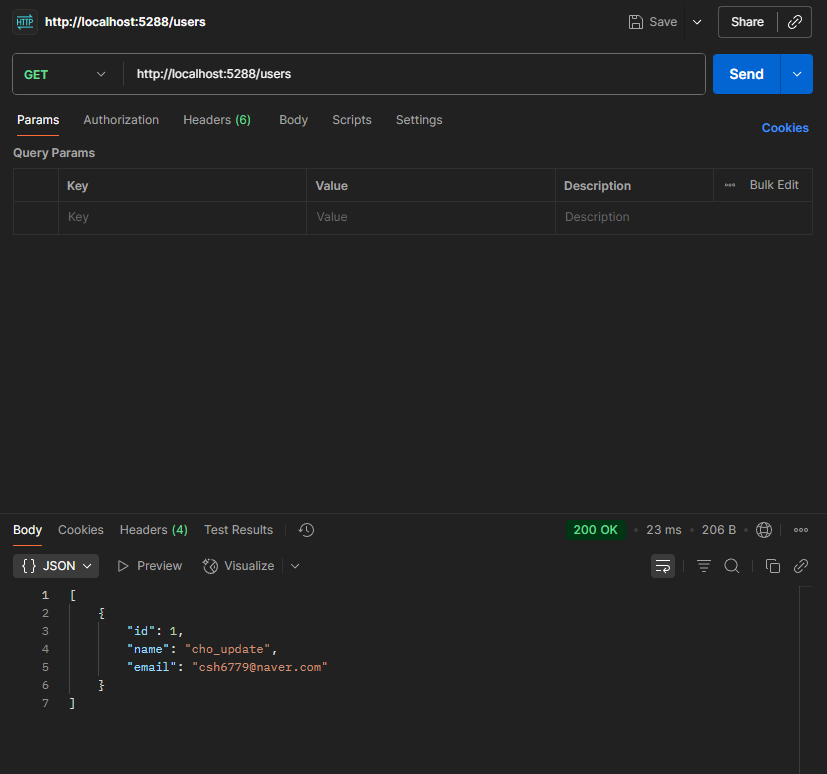 HTTP http://localhost:5288/users Save Share
GET http://localhost:5288/users Send
Params Authorization Headers (6) Body Scripts Settings Cookies
Query Params
Key Value Description Bulk Edit
Key Value Description
Body Cookies Headers (4) Test Results 200 OK • 23 ms • 206 B •
{ } JSON Preview Visualize
1 [
2 {
3 "id": 1,
4 "name": "cho_update",
5 "email": "csh6779@naver.com"
6 }
7 ]